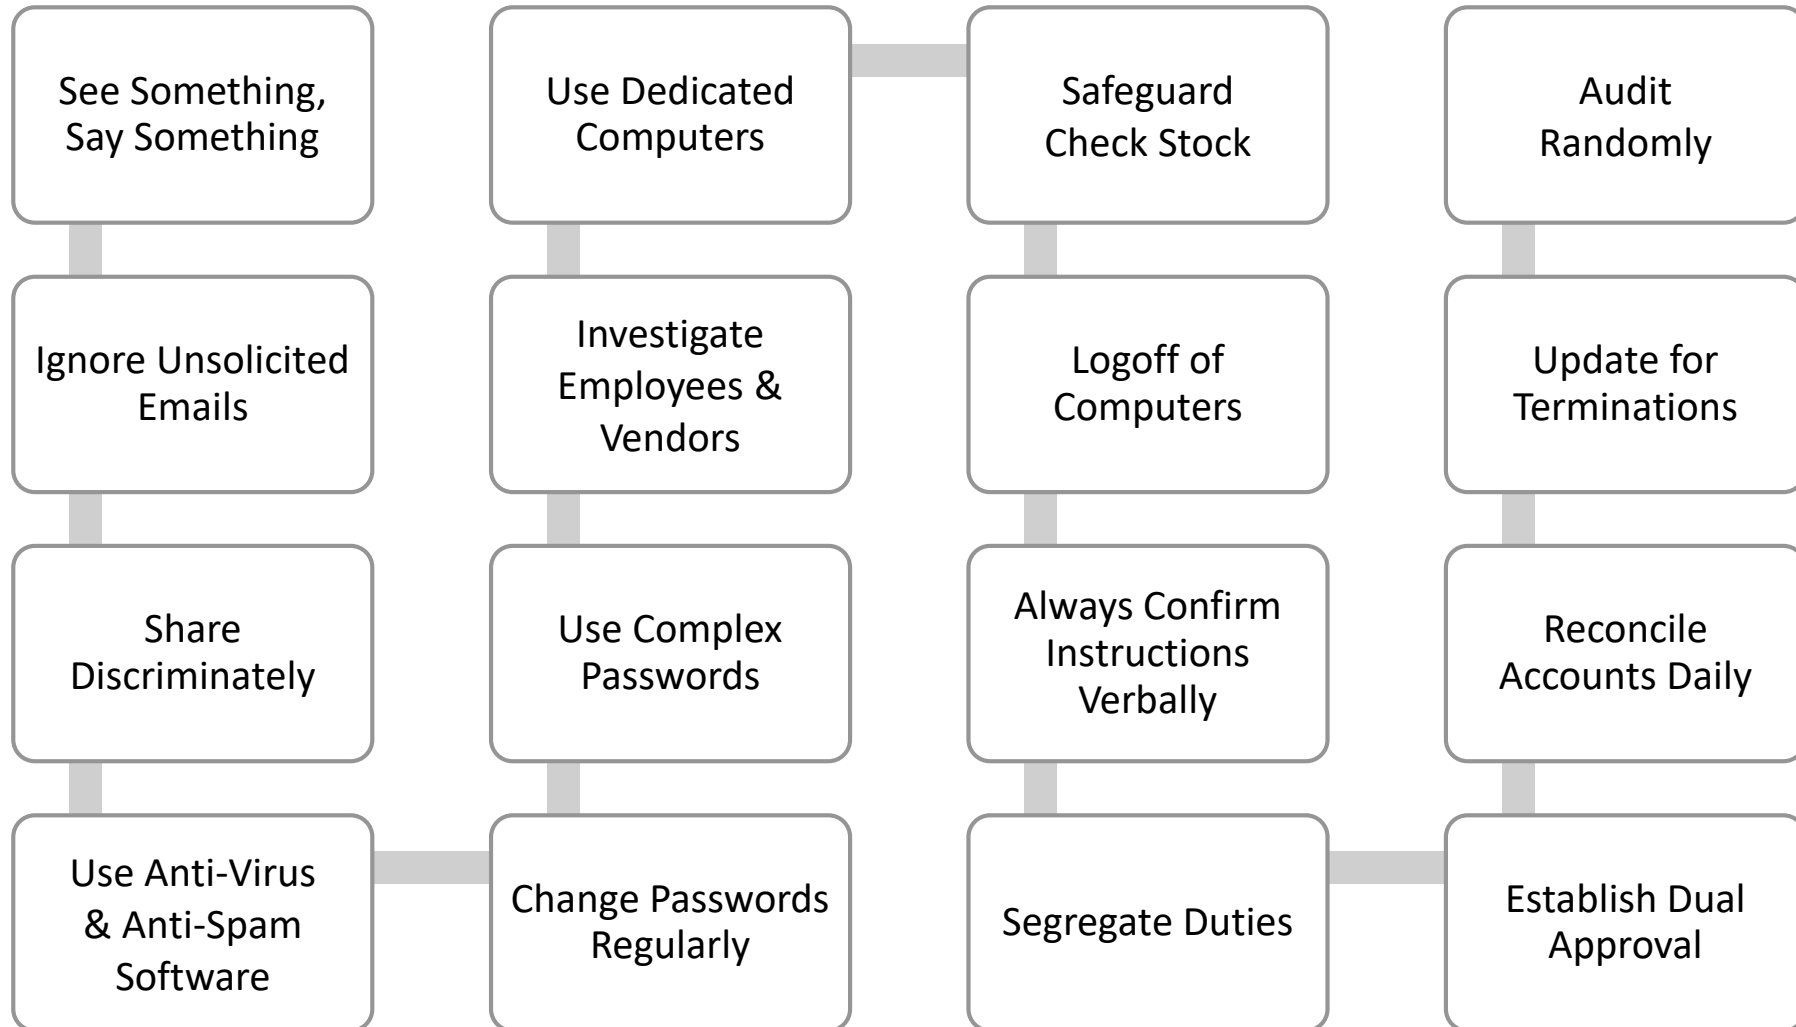 See Something,
Say Something
Ignore Unsolicited
Emails
Share
Discriminately
Use Anti-Virus
& Anti-Spam
Software
Change Passwords
Regularly
Use Complex
Passwords
Investigate
Employees &
Vendors
Use Dedicated
Computers
Safeguard
Check Stock
Logoff of
Computers
Always Confirm
Instructions
Verbally
Segregate Duties
Establish Dual
Approval
Reconcile
Accounts Daily
Update for
Terminations
Audit
Randomly